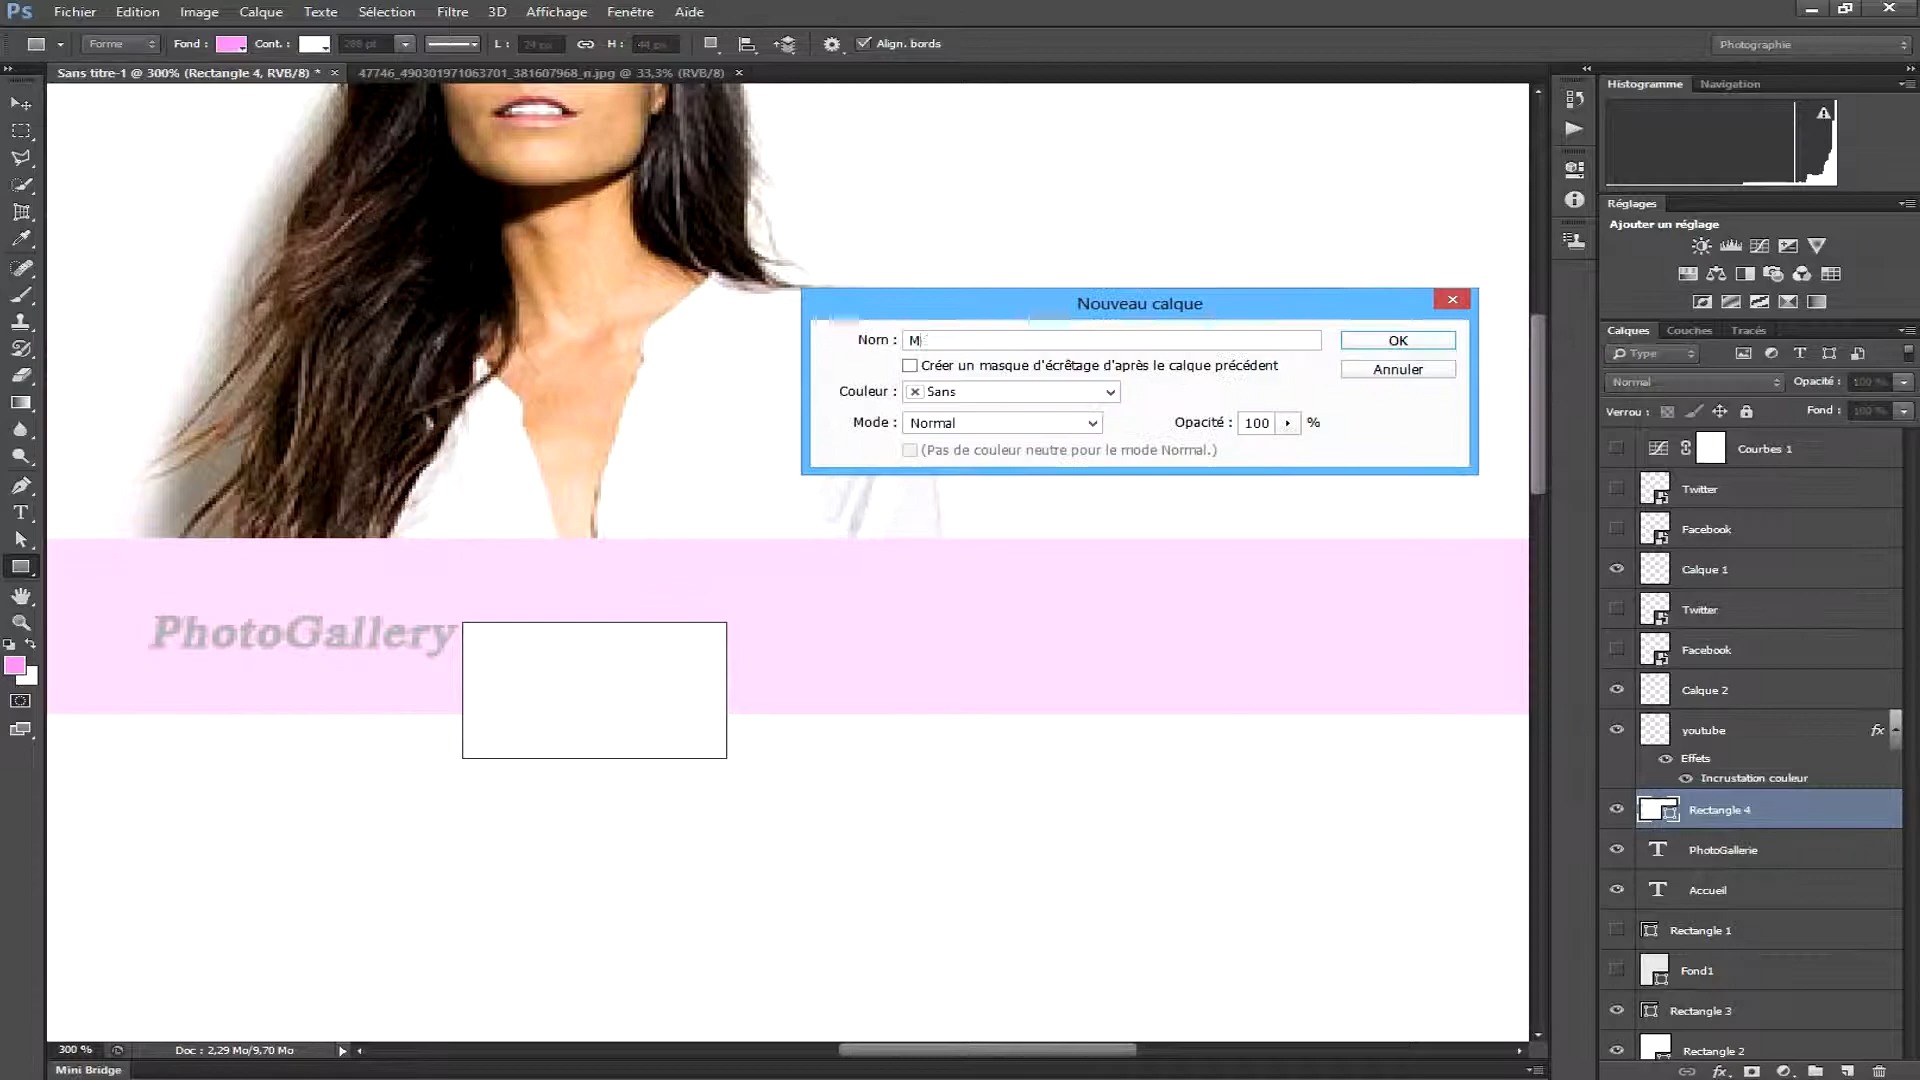 Ps Fichier Edition Image Calque Texte Sélection Filtre 3D Affichage Fenêtre Aide
Forme Fond : Cont. : 288 pt L : 24 px H : 44 px Align. bords Photographie
Sans titre-1 @ 300% (Rectangle 4, RVB/8) * × 47746_490301971063701_381607968_n.jpg @ 33,3% (RVB/8) ×
Histogramme Navigation
Réglages
Ajouter un réglage
Nouveau calque
Nom : M OK
Créer un masque d'écrêtage d'après le calque précédent
Annuler
Couleur : Sans
Mode : Normal Opacité : 100 %
(Pas de couleur neutre pour le mode Normal.)
Calques Couches Tracés
Type
Normal Opacité : 100 %
Verrou : Fond : 100 %
Courbes 1
Twitter
Facebook
Calque 1
Twitter
Facebook
Calque 2
youtube fx
Effets
Incrustation couleur
Rectangle 4
PhotoGallerie
Accueil
Rectangle 1
Fond1
Rectangle 3
Rectangle 2
PhotoGallery
300 % Doc : 2,29 Mo/9,70 Mo
Mini Bridge
fx